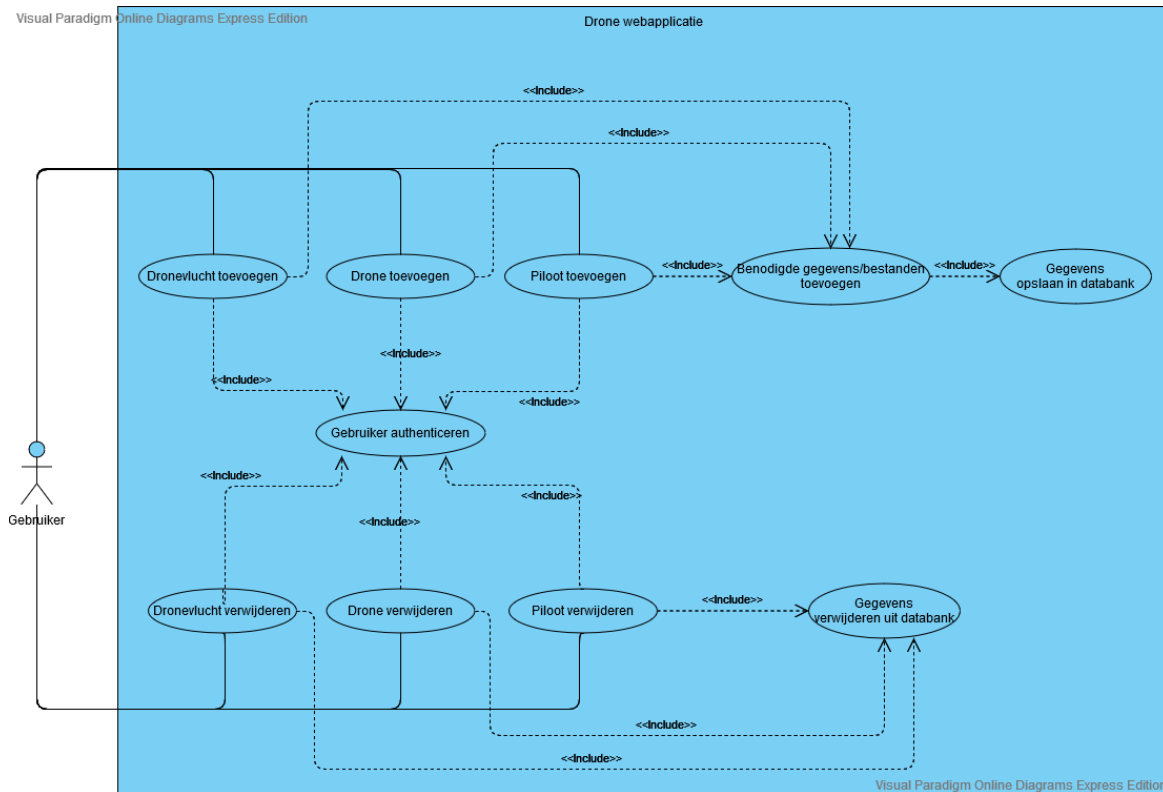 Visual Paradigm Online Diagrams Express Edition
Drone webapplicatie
<<Include>>
<<Include>>
Dronevlucht toevoegen
Drone toevoegen
Piloot toevoegen
<<Include>>
Benodigde gegevens/bestanden
toevoegen
<<Include>>
Gegevens
opslaan in databank
<<Include>>
<<Include>>
<<Include>>
Gebruiker authenticeren
Gebruiker
<<Include>>
<<Include>>
<<Include>>
Dronevlucht verwijderen
Drone verwijderen
Piloot verwijderen
<<Include>>
Gegevens
verwijderen uit databank
<<Include>>
<<Include>>
Visual Paradigm Online Diagrams Express Edition